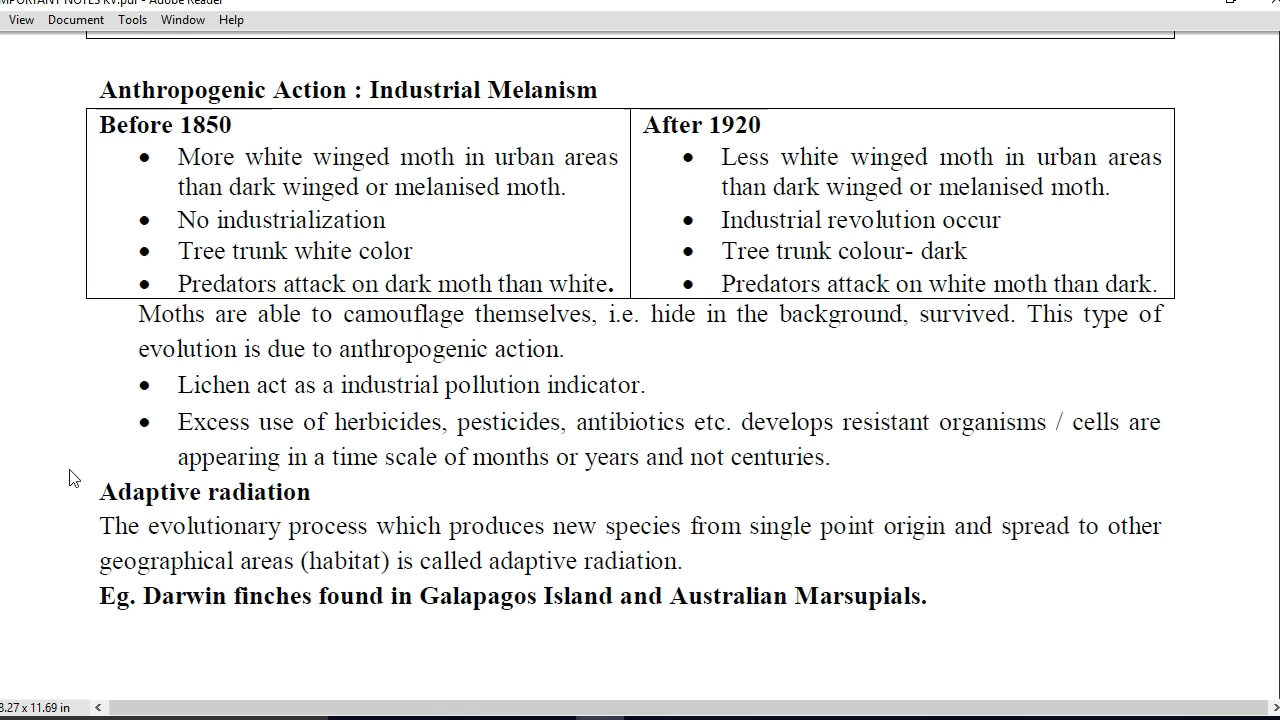 IMPORTANT NOTES KV.pdf - Adobe Reader
View Document Tools Window Help
Anthropogenic Action : Industrial Melanism
Before 1850
• More white winged moth in urban areas
than dark winged or melanised moth.
• No industrialization
• Tree trunk white color
• Predators attack on dark moth than white.
After 1920
• Less white winged moth in urban areas
than dark winged or melanised moth.
• Industrial revolution occur
• Tree trunk colour- dark
• Predators attack on white moth than dark.
Moths are able to camouflage themselves, i.e. hide in the background, survived. This type of
evolution is due to anthropogenic action.
• Lichen act as a industrial pollution indicator.
• Excess use of herbicides, pesticides, antibiotics etc. develops resistant organisms / cells are
appearing in a time scale of months or years and not centuries.
Adaptive radiation
The evolutionary process which produces new species from single point origin and spread to other
geographical areas (habitat) is called adaptive radiation.
Eg. Darwin finches found in Galapagos Island and Australian Marsupials.
8.27 x 11.69 in